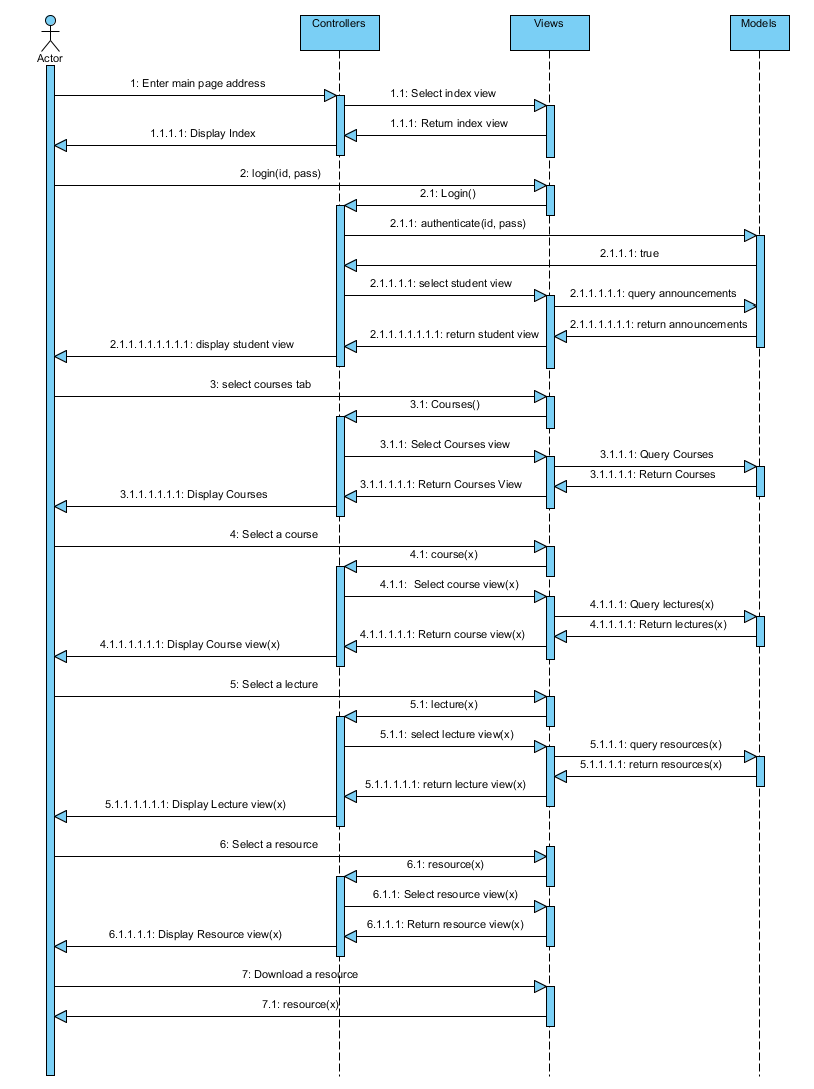 Controllers
Views
Models
Actor
1: Enter main page address
1.1: Select index view
1.1.1: Return index view
1.1.1.1: Display Index
2: login(id, pass)
2.1: Login()
2.1.1: authenticate(id, pass)
2.1.1.1: true
2.1.1.1.1: select student view
2.1.1.1.1.1: query announcements
2.1.1.1.1.1.1: return announcements
2.1.1.1.1.1.1.1: return student view
2.1.1.1.1.1.1.1.1: display student view
3: select courses tab
3.1: Courses()
3.1.1: Select Courses view
3.1.1.1: Query Courses
3.1.1.1.1: Return Courses
3.1.1.1.1.1: Return Courses View
3.1.1.1.1.1.1: Display Courses
4: Select a course
4.1: course(x)
4.1.1:  Select course view(x)
4.1.1.1: Query lectures(x)
4.1.1.1.1: Return lectures(x)
4.1.1.1.1.1: Return course view(x)
4.1.1.1.1.1.1: Display Course view(x)
5: Select a lecture
5.1: lecture(x)
5.1.1: select lecture view(x)
5.1.1.1: query resources(x)
5.1.1.1.1: return resources(x)
5.1.1.1.1.1: return lecture view(x)
5.1.1.1.1.1.1: Display Lecture view(x)
6: Select a resource
6.1: resource(x)
6.1.1: Select resource view(x)
6.1.1.1: Return resource view(x)
6.1.1.1.1: Display Resource view(x)
7: Download a resource
7.1: resource(x)